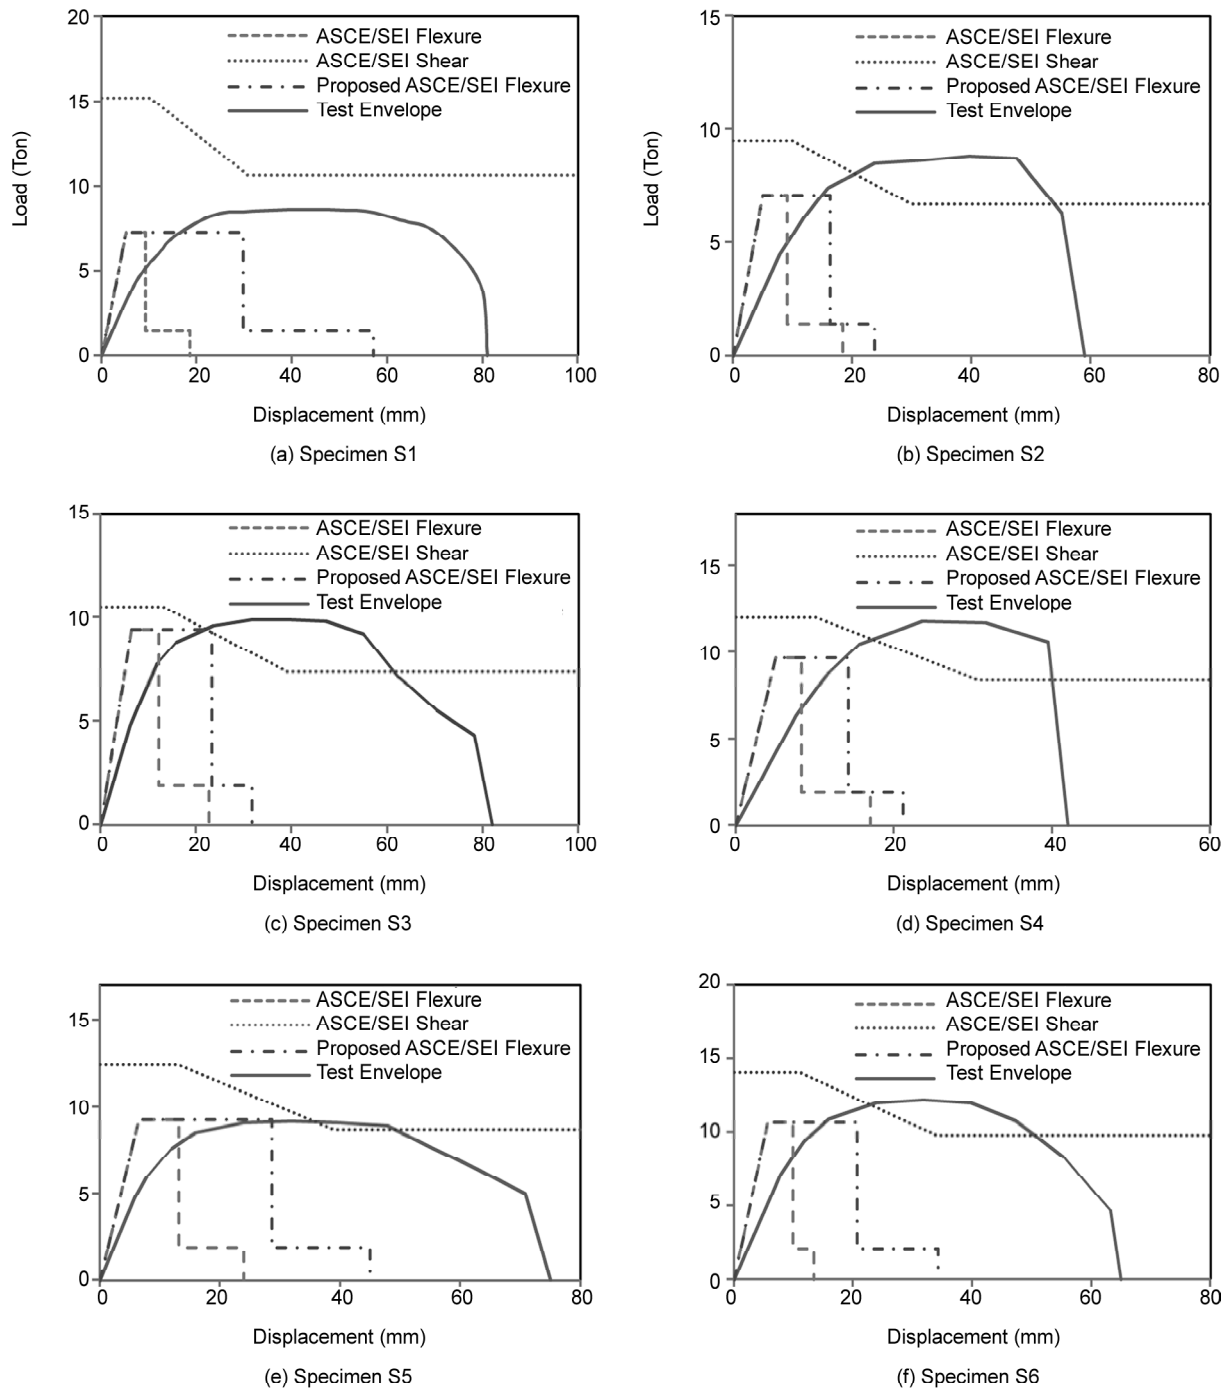 20
15
10
5
0
0 20 40 60 80 100
Load (Ton)
Displacement (mm)
ASCE/SEI Flexure
ASCE/SEI Shear
Proposed ASCE/SEI Flexure
Test Envelope
(a) Specimen S1
15
10
5
0
0 20 40 60 80
Load (Ton)
Displacement (mm)
ASCE/SEI Flexure
ASCE/SEI Shear
Proposed ASCE/SEI Flexure
Test Envelope
(b) Specimen S2
15
10
5
0
0 20 40 60 80 100
Displacement (mm)
ASCE/SEI Flexure
ASCE/SEI Shear
Proposed ASCE/SEI Flexure
Test Envelope
(c) Specimen S3
15
10
5
0
0 20 40 60
Displacement (mm)
ASCE/SEI Flexure
ASCE/SEI Shear
Proposed ASCE/SEI Flexure
Test Envelope
(d) Specimen S4
15
10
5
0
0 20 40 60 80
Displacement (mm)
ASCE/SEI Flexure
ASCE/SEI Shear
Proposed ASCE/SEI Flexure
Test Envelope
(e) Specimen S5
20
15
10
5
0
0 20 40 60 80
Displacement (mm)
ASCE/SEI Flexure
ASCE/SEI Shear
Proposed ASCE/SEI Flexure
Test Envelope
(f) Specimen S6